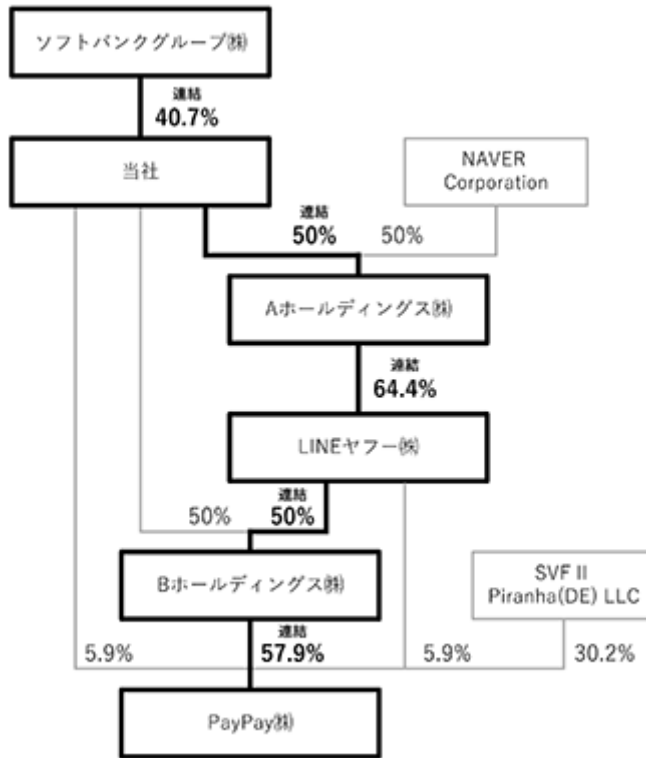 ソフトバンクグループ㈱
連結
40.7%
当社
NAVER
Corporation
連結
50%
50%
Aホールディングス㈱
連結
64.4%
LINEヤフー㈱
連結
50%
50%
Bホールディングス㈱
SVF II
Piranha(DE) LLC
連結
5.9%
57.9%
5.9%
30.2%
PayPay㈱